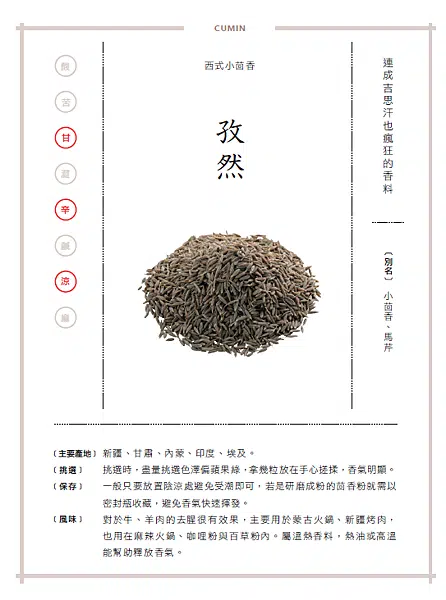 CUMIN
西式小茴香
孜然
連成吉思汗也瘋狂的香料
〔別名〕小茴香、馬芹
酸
苦
甘
澀
辛
鹹
涼
麻
〔主要產地〕新疆、甘肅、內蒙、印度、埃及。
〔挑選〕挑選時，盡量挑選色澤偏蘋果綠，拿幾粒放在手心搓揉，香氣明顯。
〔保存〕一般只要放置陰涼處避免受潮即可，若是研磨成粉的茴香粉就需以
密封瓶收藏，避免香氣快速揮發。
〔風味〕對於牛、羊肉的去腥很有效果，主要用於蒙古火鍋、新疆烤肉，
也用在麻辣火鍋、咖哩粉與百草粉內。屬溫熱香料，熱油或高溫
能幫助釋放香氣。